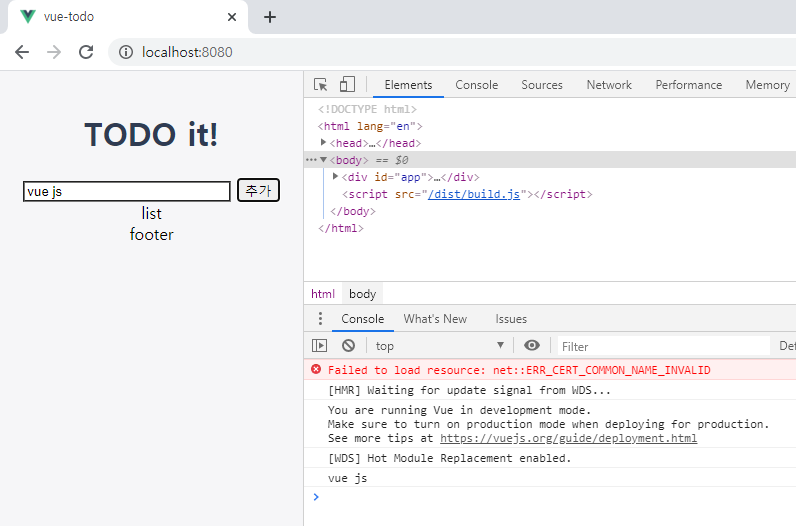 vue-todo
localhost:8080
TODO it!
vue js 추가
list
footer
Elements Console Sources Network Performance Memory
<!DOCTYPE html>
<html lang="en">
<head>…</head>
<body> == $0
<div id="app">…</div>
<script src="/dist/build.js"></script>
</body>
</html>
html body
Console What's New Issues
top Filter Def
Failed to load resource: net::ERR_CERT_COMMON_NAME_INVALID
[HMR] Waiting for update signal from WDS...
You are running Vue in development mode.
Make sure to turn on production mode when deploying for production.
See more tips at https://vuejs.org/guide/deployment.html
[WDS] Hot Module Replacement enabled.
vue js